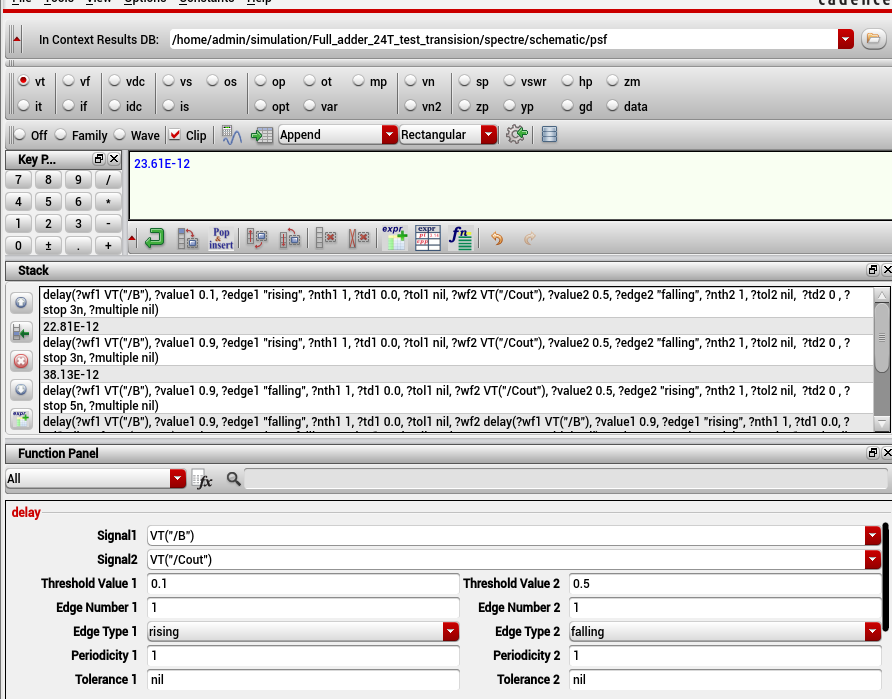 File Tools View Options Constants Help
cadence
In Context Results DB: /home/admin/simulation/Full_adder_24T_test_transision/spectre/schematic/psf
vt vf vdc vs os op ot mp vn sp vswr hp zm
it if idc is opt var vn2 zp yp gd data
Off Family Wave Clip Append Rectangular
Key P...
7 8 9 /
4 5 6 *
1 2 3 -
0 ± . +
23.61E-12
Pop insert expr expr fn
Stack
delay(?wf1 VT("/B"), ?value1 0.1, ?edge1 "rising", ?nth1 1, ?td1 0.0, ?tol1 nil, ?wf2 VT("/Cout"), ?value2 0.5, ?edge2 "falling", ?nth2 1, ?tol2 nil, ?td2 0 , ?
stop 3n, ?multiple nil)
22.81E-12
delay(?wf1 VT("/B"), ?value1 0.9, ?edge1 "rising", ?nth1 1, ?td1 0.0, ?tol1 nil, ?wf2 VT("/Cout"), ?value2 0.5, ?edge2 "falling", ?nth2 1, ?tol2 nil, ?td2 0 , ?
stop 3n, ?multiple nil)
38.13E-12
delay(?wf1 VT("/B"), ?value1 0.9, ?edge1 "falling", ?nth1 1, ?td1 0.0, ?tol1 nil, ?wf2 VT("/Cout"), ?value2 0.5, ?edge2 "rising", ?nth2 1, ?tol2 nil, ?td2 0 , ?
stop 5n, ?multiple nil)
delay(?wf1 VT("/B"), ?value1 0.9, ?edge1 "falling", ?nth1 1, ?td1 0.0, ?tol1 nil, ?wf2 delay(?wf1 VT("/B"), ?value1 0.9, ?edge1 "rising", ?nth1 1, ?td1 0.0, ?
expr
Function Panel
All fx
delay
Signal1 VT("/B")
Signal2 VT("/Cout")
Threshold Value 1 0.1 Threshold Value 2 0.5
Edge Number 1 1 Edge Number 2 1
Edge Type 1 rising Edge Type 2 falling
Periodicity 1 1 Periodicity 2 1
Tolerance 1 nil Tolerance 2 nil